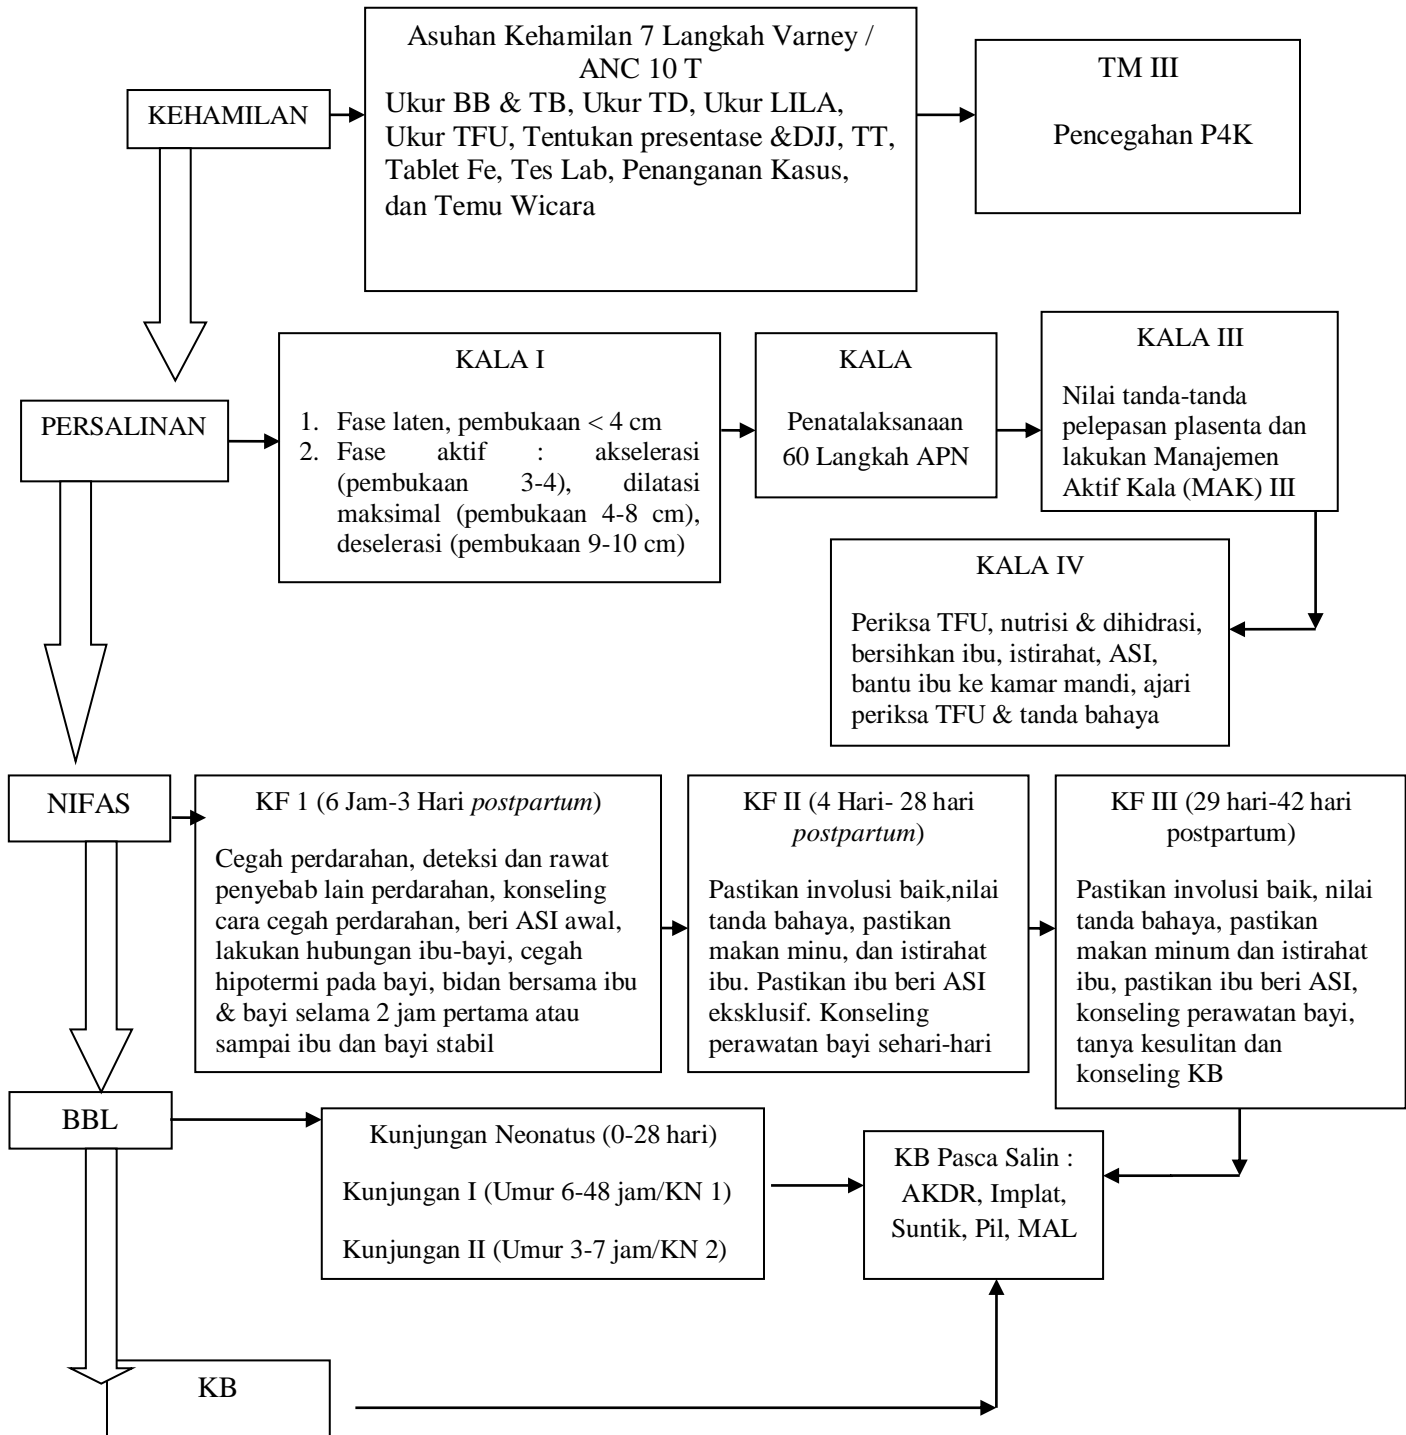 Asuhan Kehamilan 7 Langkah Varney /
ANC 10 T
Ukur BB & TB, Ukur TD, Ukur LILA,
Ukur TFU, Tentukan presentase &DJJ, TT,
Tablet Fe, Tes Lab, Penanganan Kasus,
dan Temu Wicara
TM III
Pencegahan P4K
KEHAMILAN
PERSALINAN
KALA I
1. Fase laten, pembukaan < 4 cm
2. Fase aktif : akselerasi
(pembukaan 3-4), dilatasi
maksimal (pembukaan 4-8 cm),
deselerasi (pembukaan 9-10 cm)
KALA
Penatalaksanaan
60 Langkah APN
KALA III
Nilai tanda-tanda
pelepasan plasenta dan
lakukan Manajemen
Aktif Kala (MAK) III
KALA IV
Periksa TFU, nutrisi & dihidrasi,
bersihkan ibu, istirahat, ASI,
bantu ibu ke kamar mandi, ajari
periksa TFU & tanda bahaya
NIFAS
KF 1 (6 Jam-3 Hari postpartum)
Cegah perdarahan, deteksi dan rawat
penyebab lain perdarahan, konseling
cara cegah perdarahan, beri ASI awal,
lakukan hubungan ibu-bayi, cegah
hipotermi pada bayi, bidan bersama ibu
& bayi selama 2 jam pertama atau
sampai ibu dan bayi stabil
KF II (4 Hari- 28 hari
postpartum)
Pastikan involusi baik,nilai
tanda bahaya, pastikan
makan minu, dan istirahat
ibu. Pastikan ibu beri ASI
eksklusif. Konseling
perawatan bayi sehari-hari
KF III (29 hari-42 hari
postpartum)
Pastikan involusi baik, nilai
tanda bahaya, pastikan
makan minum dan istirahat
ibu, pastikan ibu beri ASI,
konseling perawatan bayi,
tanya kesulitan dan
konseling KB
BBL
Kunjungan Neonatus (0-28 hari)
Kunjungan I (Umur 6-48 jam/KN 1)
Kunjungan II (Umur 3-7 jam/KN 2)
KB Pasca Salin :
AKDR, Implat,
Suntik, Pil, MAL
KB